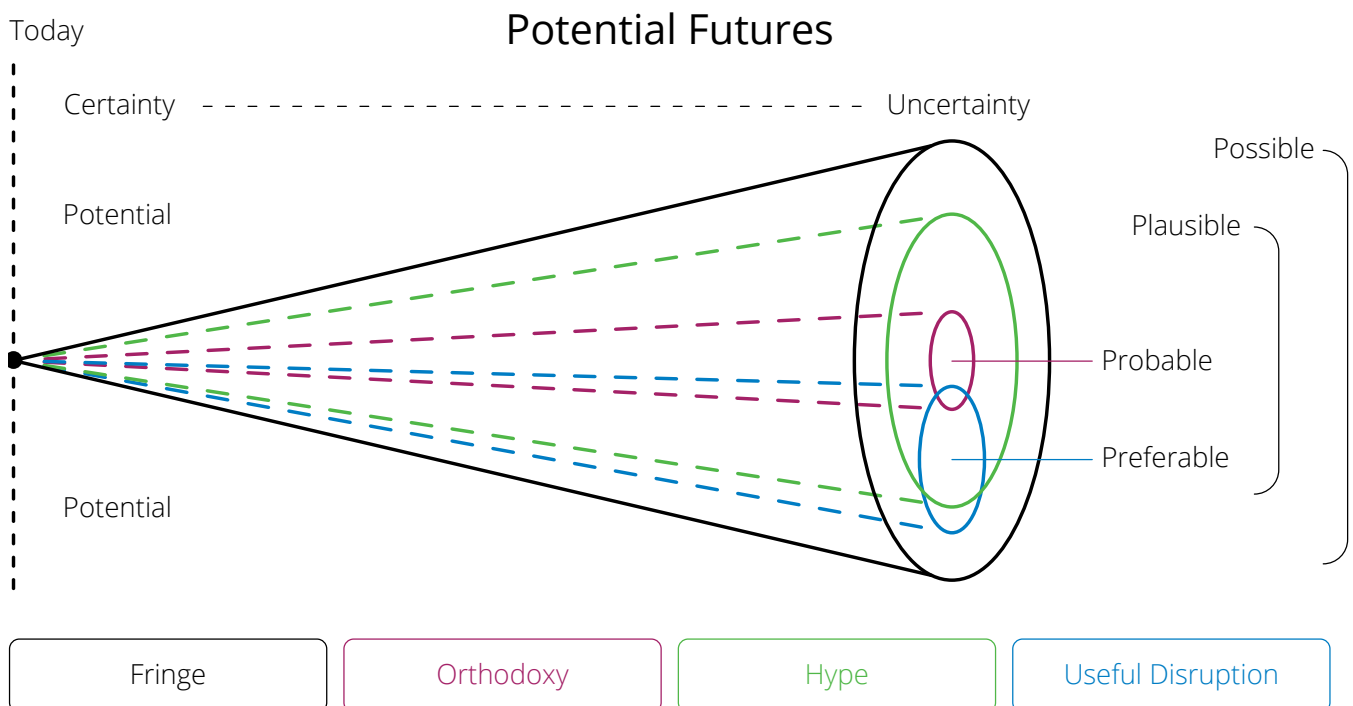 Today
Potential Futures
Certainty
Uncertainty
Possible
Potential
Plausible
Probable
Preferable
Potential
Fringe
Orthodoxy
Hype
Useful Disruption